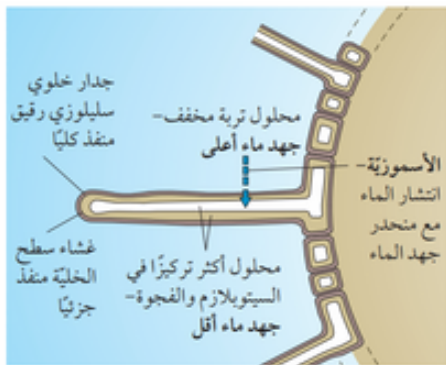 جدار خلوي
سليلوزي رقيق
منفذ كليًا
محلول تربة مخفف-
جهد ماء أعلى
الأسموزيّة-
انتشار الماء
مع منحدر
جهد الماء
غشاء سطح
الخليّة منفذ
جزئيًا
محلول أكثر تركيزًا في
السيتوبلازم والفجوة-
جهد ماء أقل